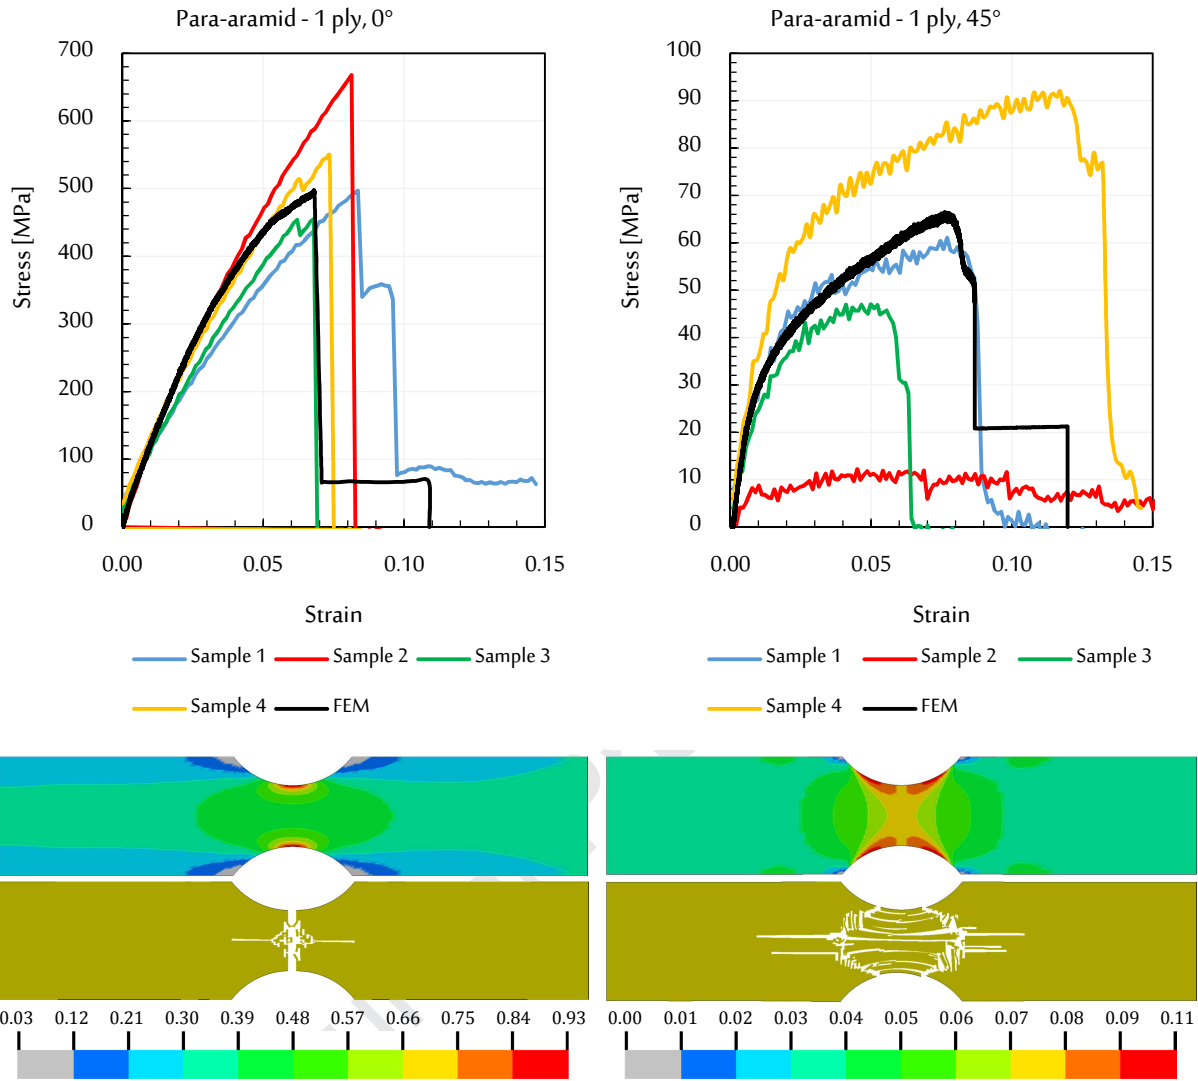 Para-aramid - 1 ply, 0°
700
600
500
400
300
200
100
0
Stress [MPa]
0.00 0.05 0.10 0.15
Strain
Sample 1 Sample 2 Sample 3
Sample 4 FEM
Para-aramid - 1 ply, 45°
100
90
80
70
60
50
40
30
20
10
0
Stress [MPa]
0.00 0.05 0.10 0.15
Strain
Sample 1 Sample 2 Sample 3
Sample 4 FEM
0.03 0.12 0.21 0.30 0.39 0.48 0.57 0.66 0.75 0.84 0.93
0.00 0.01 0.02 0.03 0.04 0.05 0.06 0.07 0.08 0.09 0.11